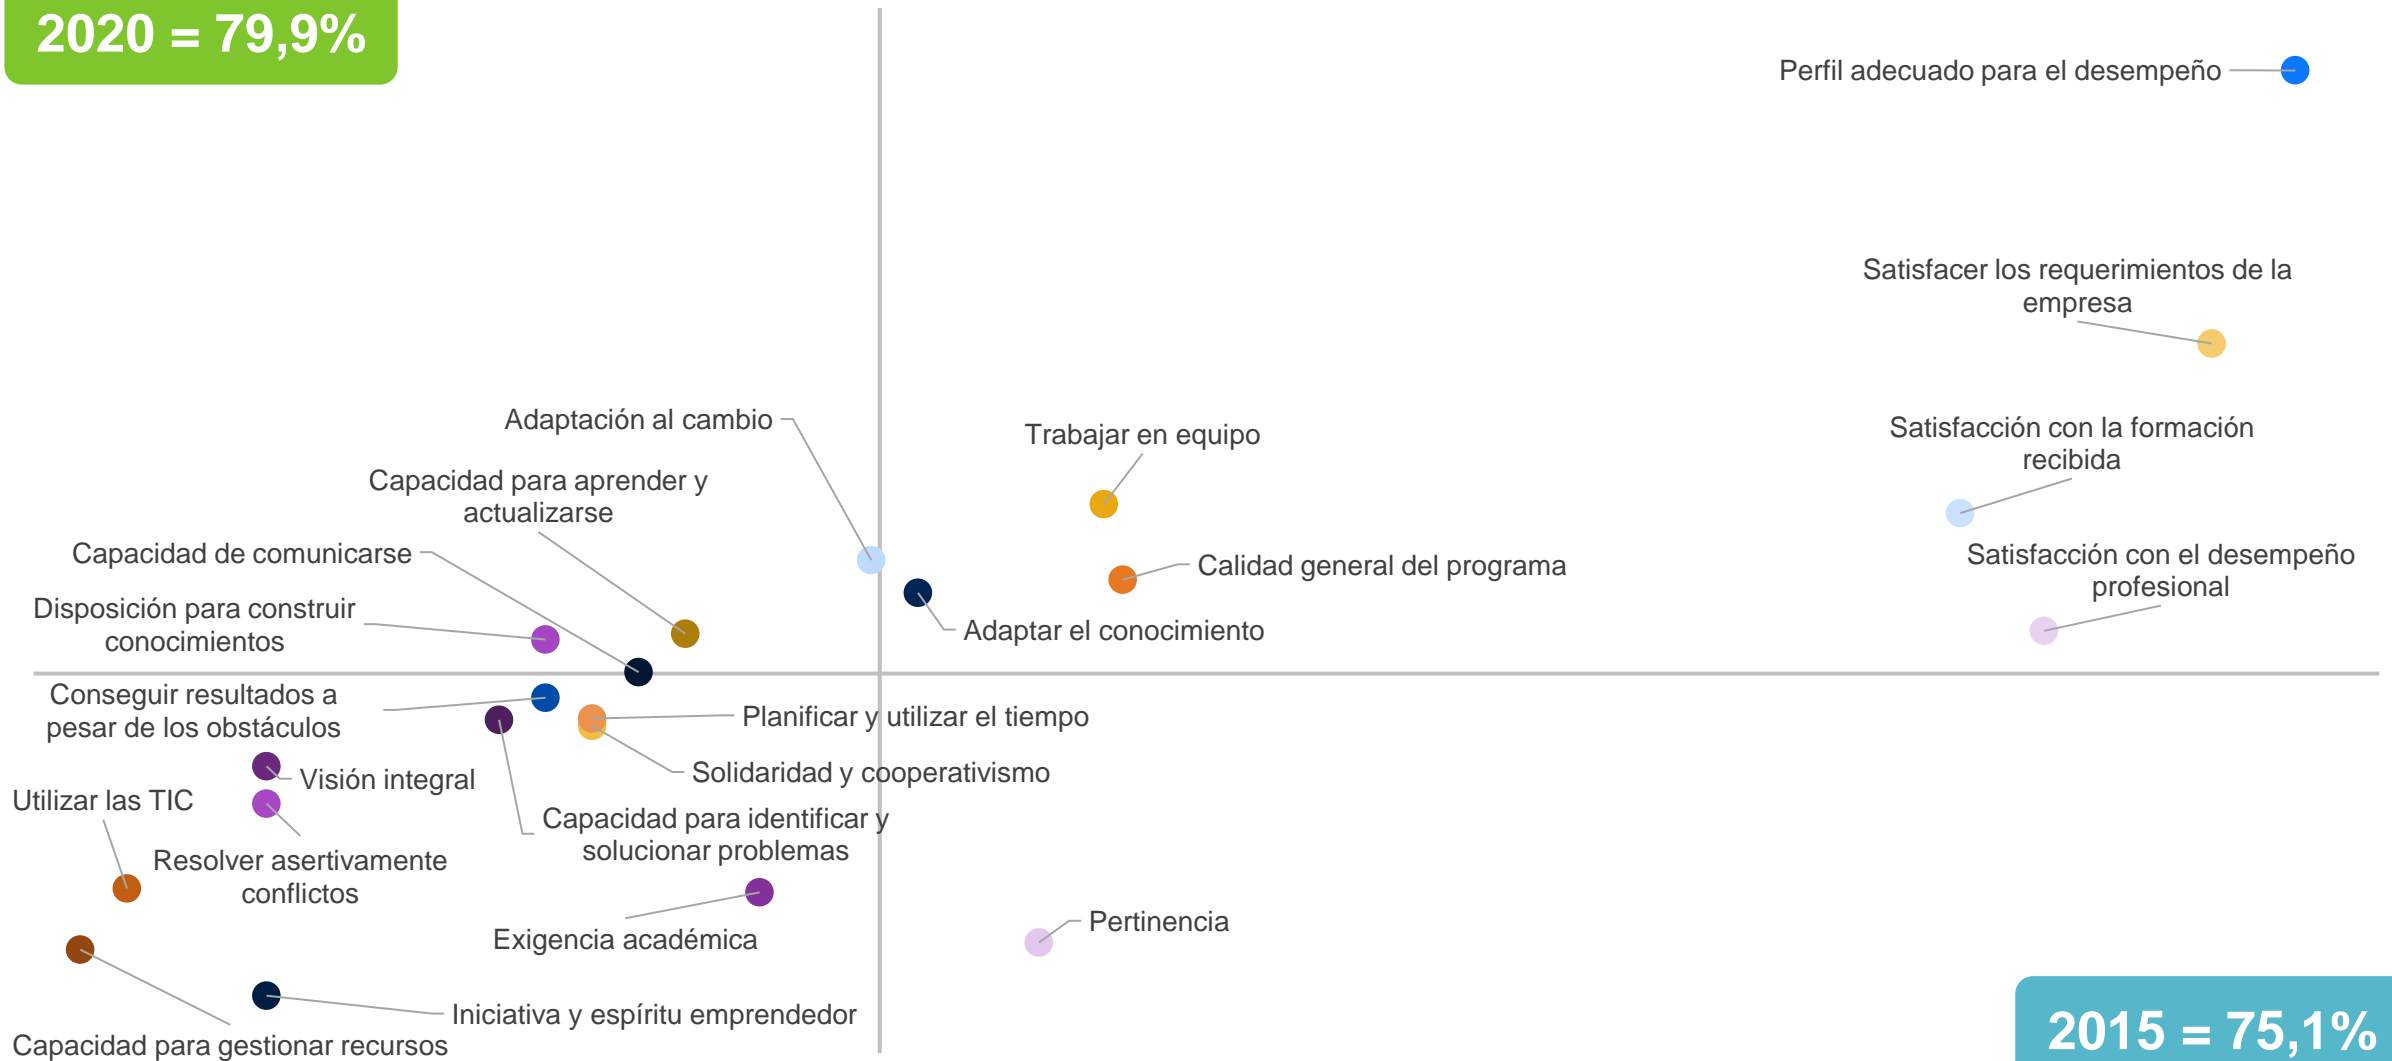 2020 = 79,9%
Perfil adecuado para el desempeño
Satisfacer los requerimientos de la
empresa
Adaptación al cambio
Trabajar en equipo
Satisfacción con la formación
recibida
Capacidad para aprender y
actualizarse
Capacidad de comunicarse
Calidad general del programa
Satisfacción con el desempeño
profesional
Disposición para construir
conocimientos
Adaptar el conocimiento
Conseguir resultados a
pesar de los obstáculos
Planificar y utilizar el tiempo
Solidaridad y cooperativismo
Visión integral
Utilizar las TIC
Capacidad para identificar y
solucionar problemas
Resolver asertivamente
conflictos
Exigencia académica
Pertinencia
Iniciativa y espíritu emprendedor
Capacidad para gestionar recursos
2015 = 75,1%